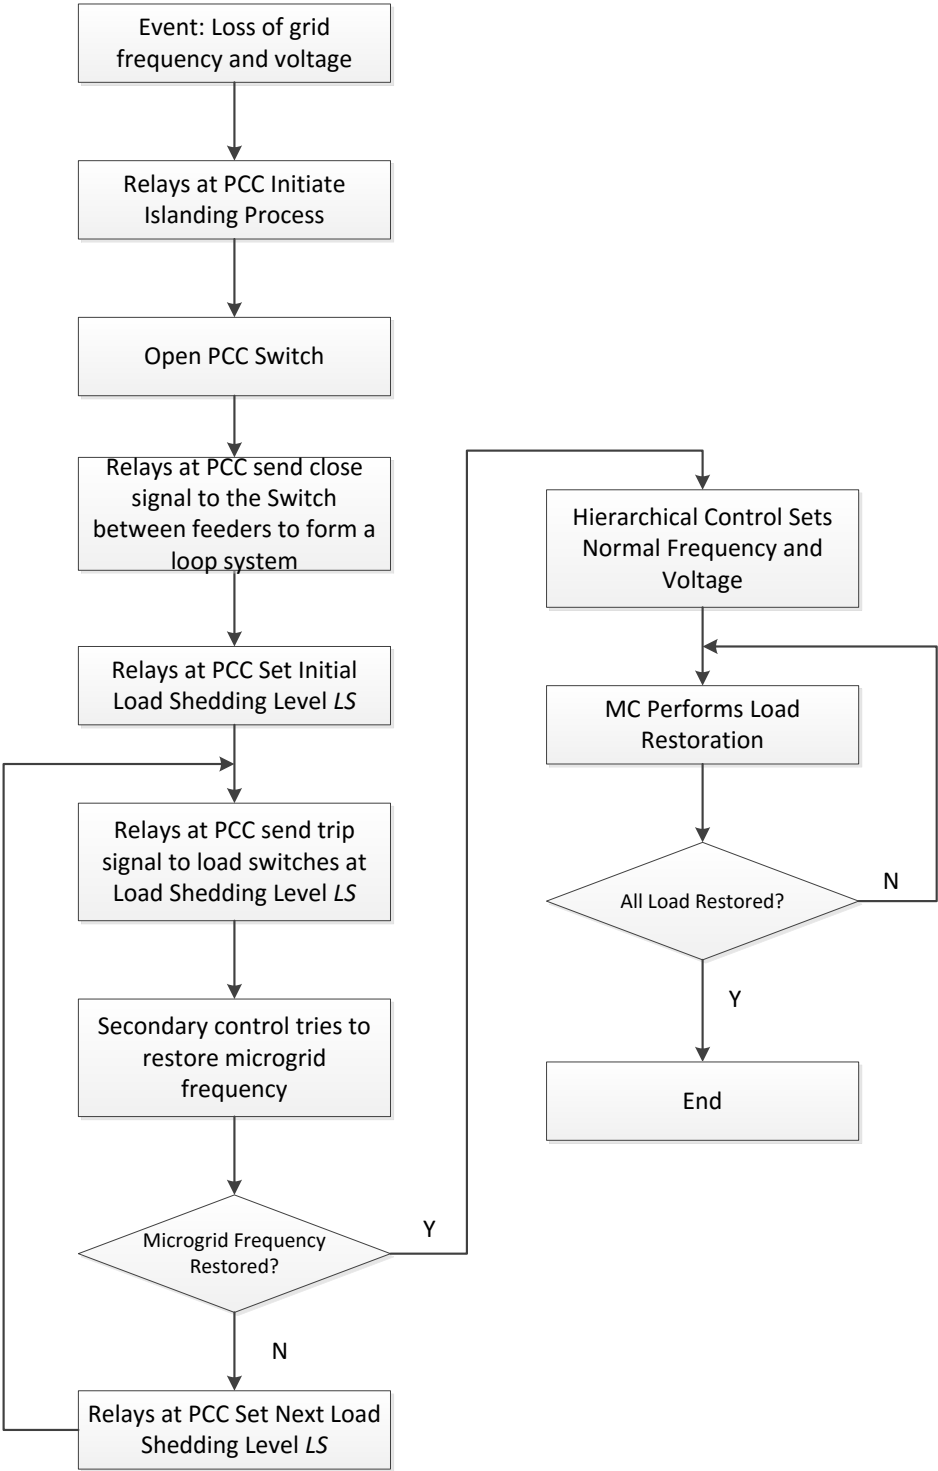 Event: Loss of grid
frequency and voltage
Relays at PCC Initiate
Islanding Process
Open PCC Switch
Relays at PCC send close
signal to the Switch
between feeders to form a
loop system
Relays at PCC Set Initial
Load Shedding Level LS
Relays at PCC send trip
signal to load switches at
Load Shedding Level LS
Secondary control tries to
restore microgrid
frequency
Microgrid Frequency
Restored?
Y
N
Relays at PCC Set Next Load
Shedding Level LS
Hierarchical Control Sets
Normal Frequency and
Voltage
MC Performs Load
Restoration
All Load Restored?
N
Y
End